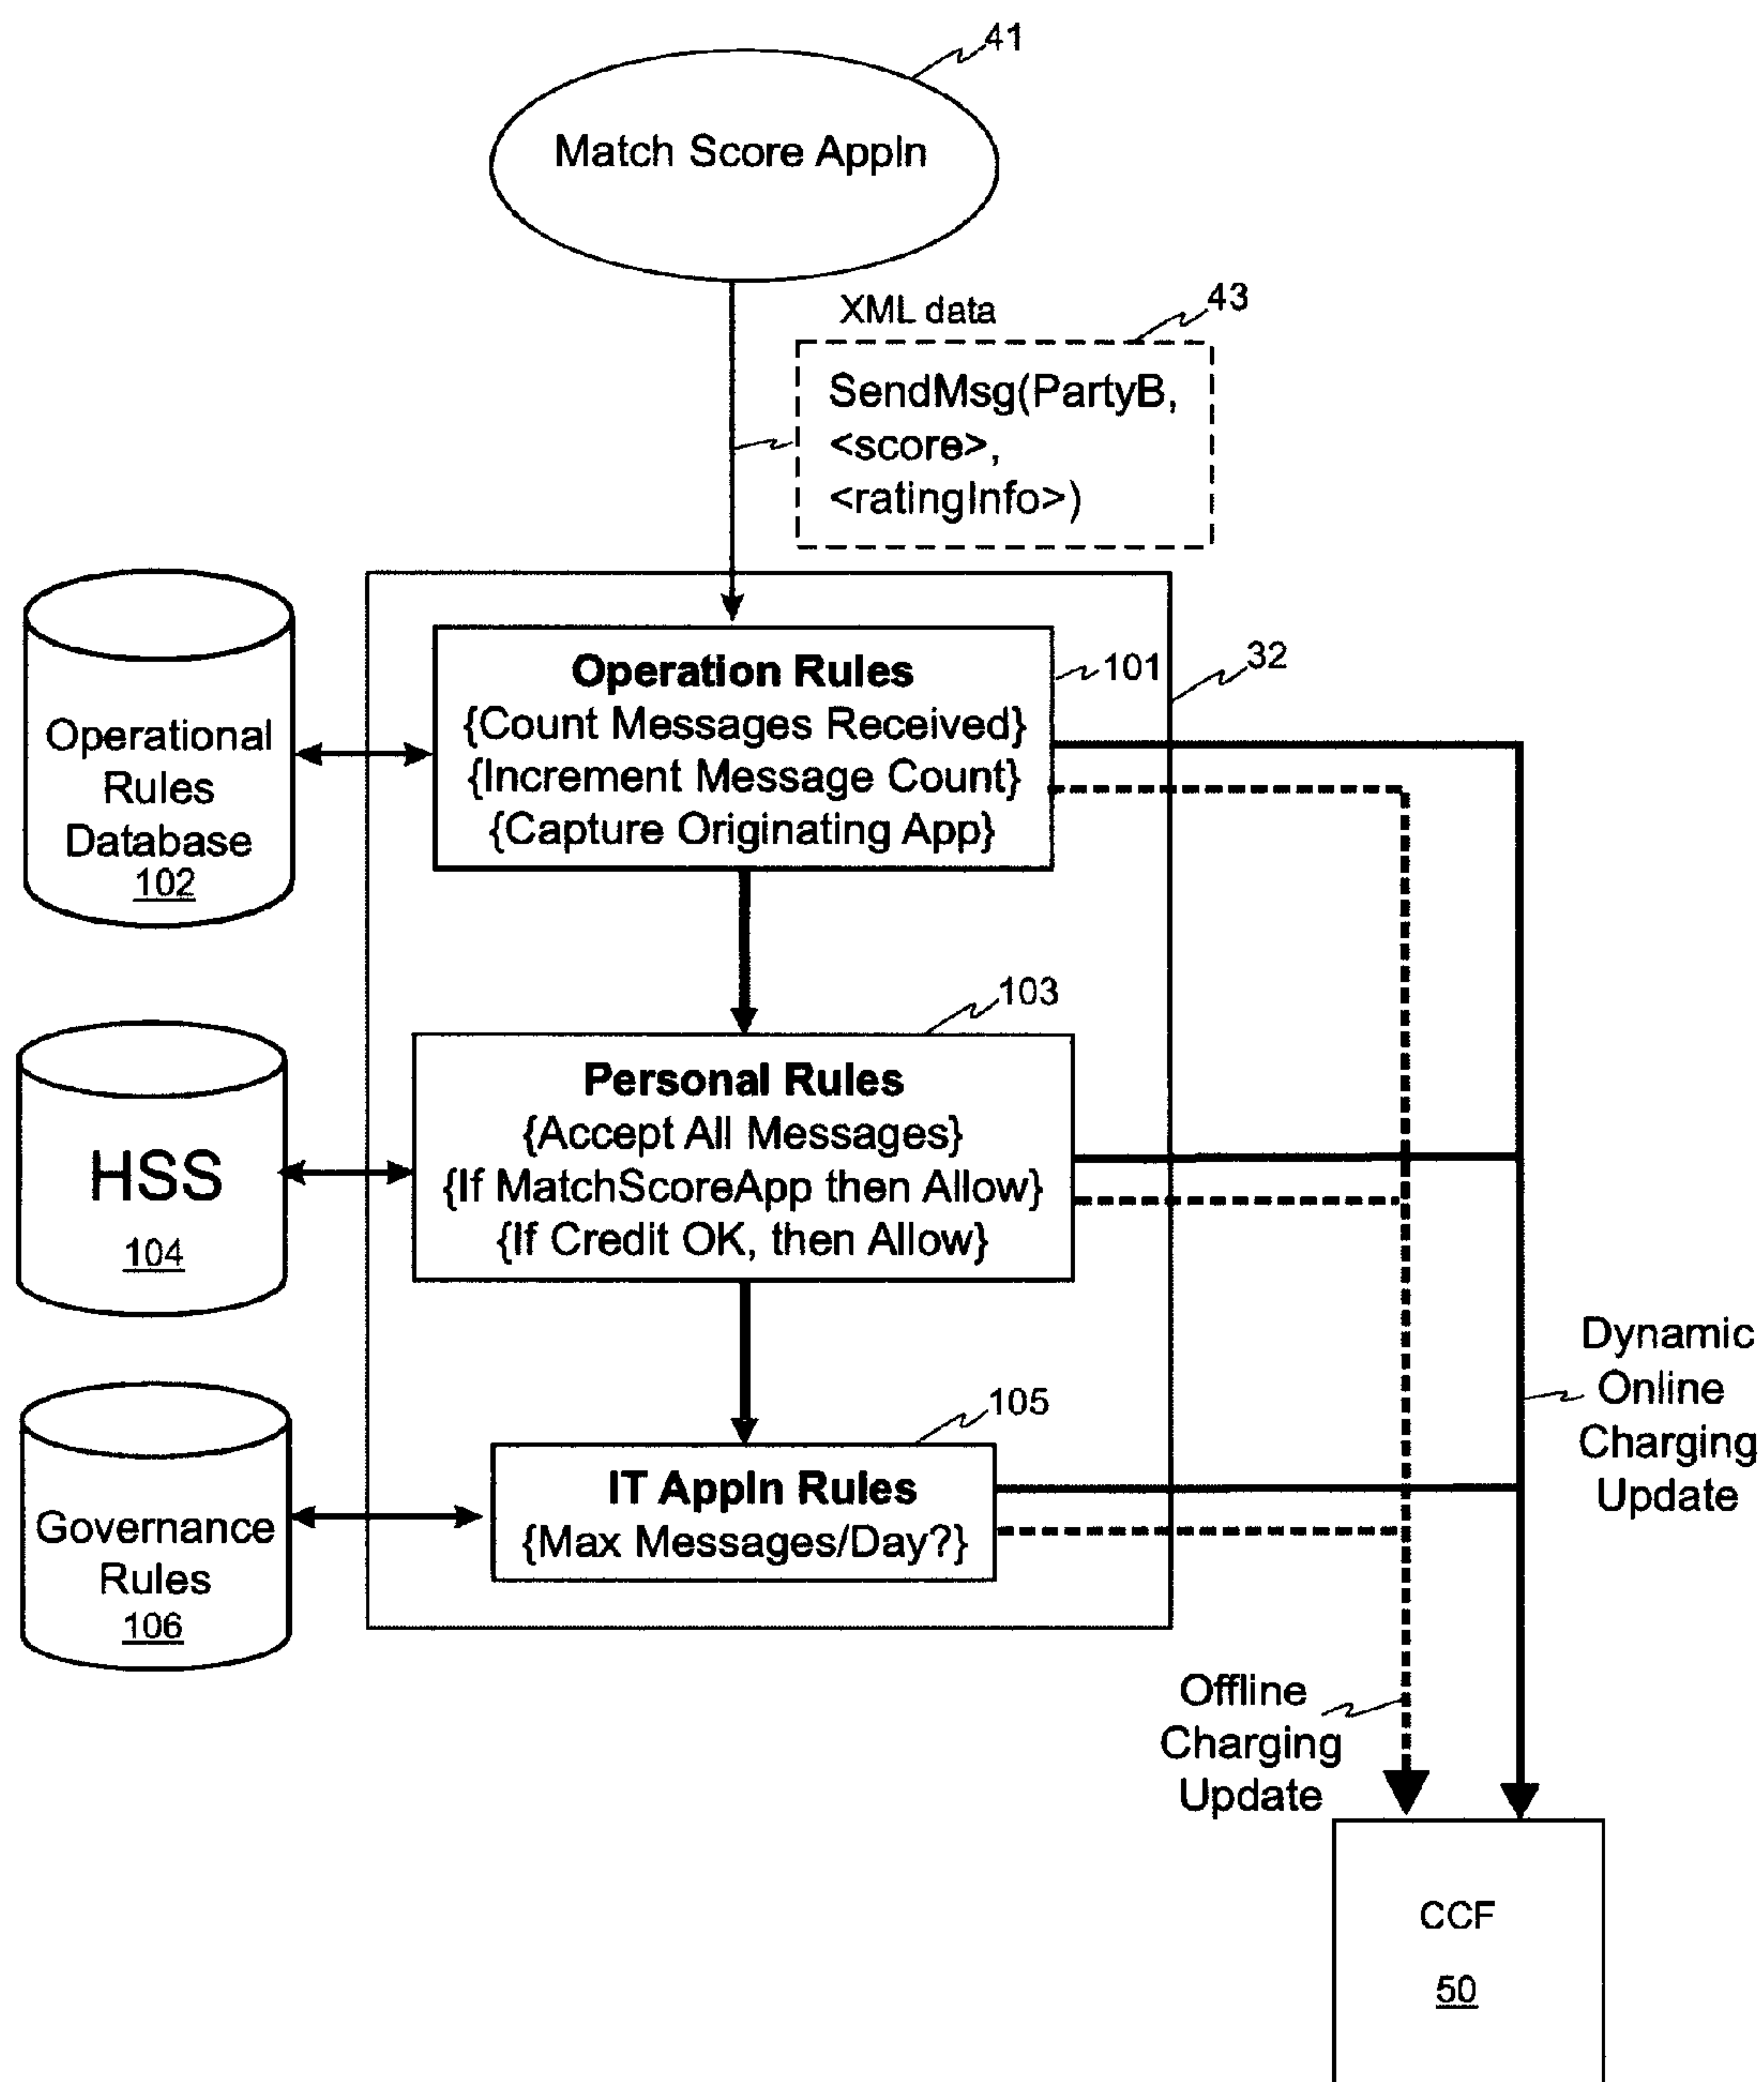 41
Match Score Appln
43
XML data
SendMsg(PartyB,
<score>,
<ratingInfo>)
32
101
Operation Rules
{Count Messages Received}
{Increment Message Count}
{Capture Originating App}
Operational
Rules
Database
102
103
Personal Rules
{Accept All Messages}
{If MatchScoreApp then Allow}
{If Credit OK, then Allow}
HSS
104
Dynamic
Online
Charging
Update
105
IT Appln Rules
{Max Messages/Day?}
Governance
Rules
106
Offline
Charging
Update
CCF
50